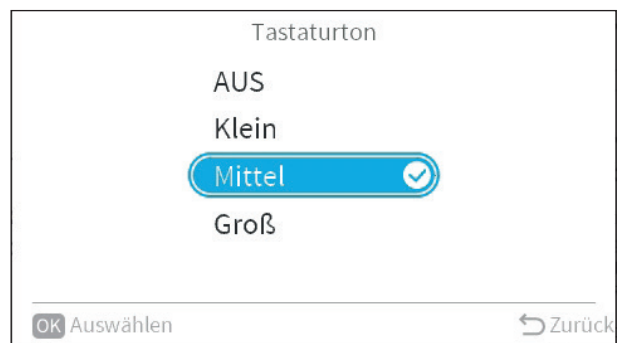 Tastaturton
AUS
Klein
Mittel
Groß
OK Auswählen
Zurück